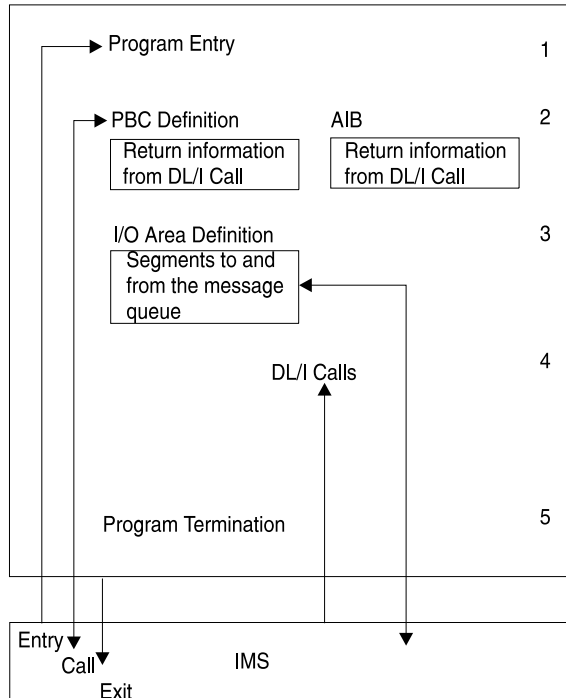 Program Entry 1
PBC Definition AIB 2
Return information Return information
from DL/I Call from DL/I Call
I/O Area Definition 3
Segments to and
from the message
queue
DL/I Calls 4
Program Termination 5
Entry
Call IMS
Exit